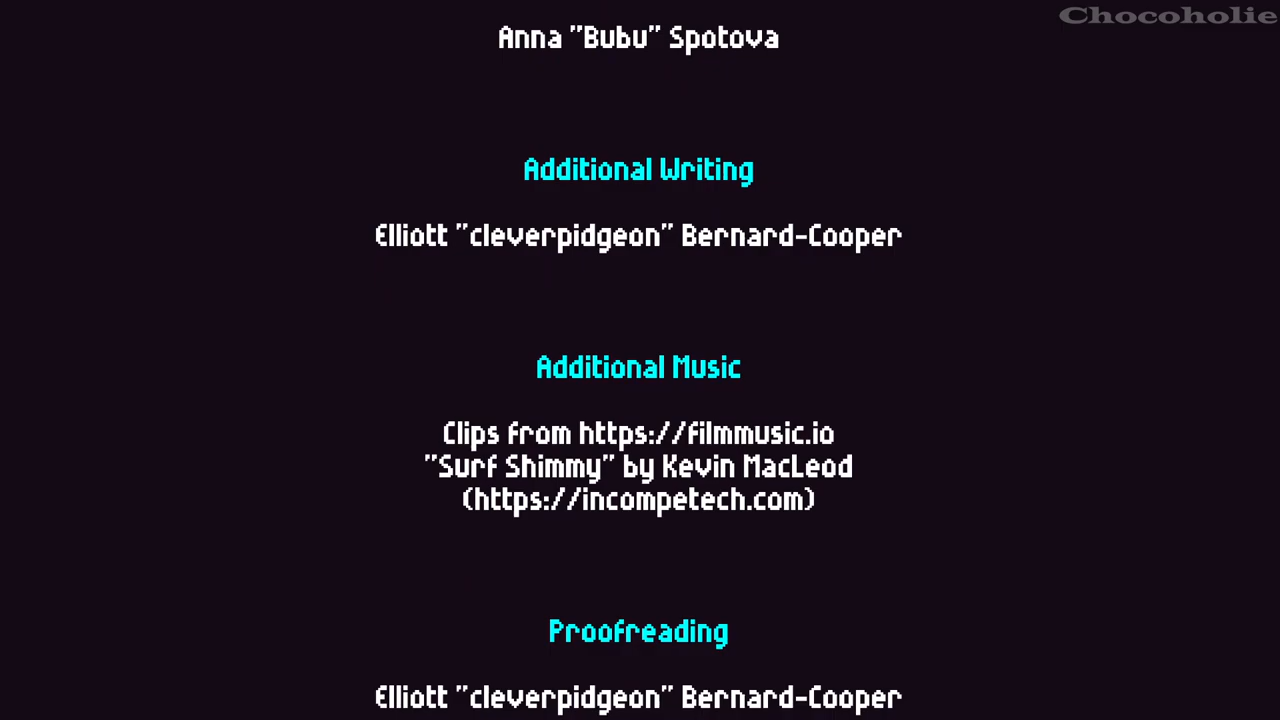 Chocoholie
Anna "Bubu" Spotova
Additional Writing
Elliott "cleverpidgeon" Bernard-Cooper
Additional Music
Clips from https://filmmusic.io
"Surf Shimmy" by Kevin MacLeod
(https://incompetech.com)
Proofreading
Elliott "cleverpidgeon" Bernard-Cooper